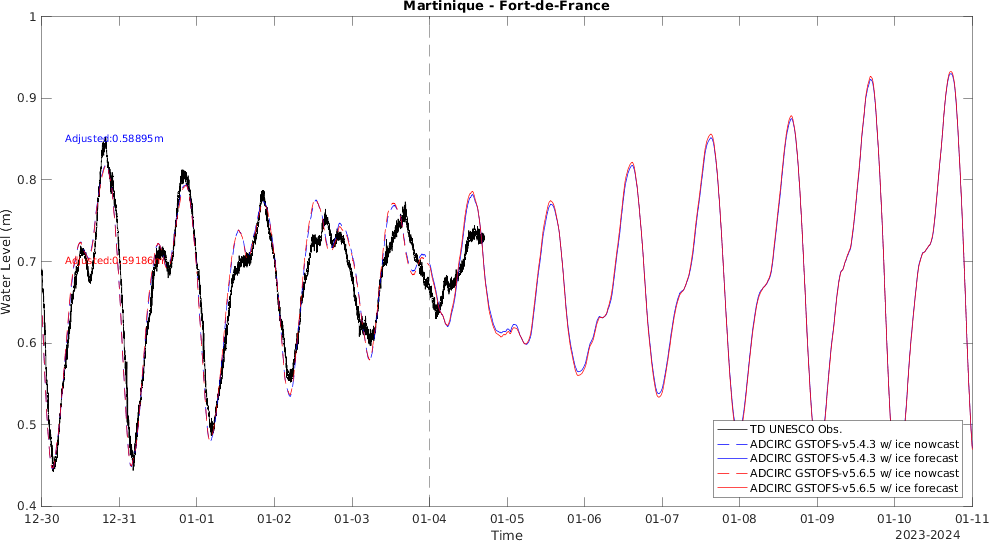 Martinique - Fort-de-France
1
0.9
0.8
0.7
0.6
0.5
0.4
Water Level (m)
Adjusted:0.58895m
Adjusted:0.59186m
TD UNESCO Obs.
ADCIRC GSTOFS-v5.4.3 w/ ice nowcast
ADCIRC GSTOFS-v5.4.3 w/ ice forecast
ADCIRC GSTOFS-v5.6.5 w/ ice nowcast
ADCIRC GSTOFS-v5.6.5 w/ ice forecast
12-30 12-31 01-01 01-02 01-03 01-04 01-05 01-06 01-07 01-08 01-09 01-10 01-11
Time
2023-2024